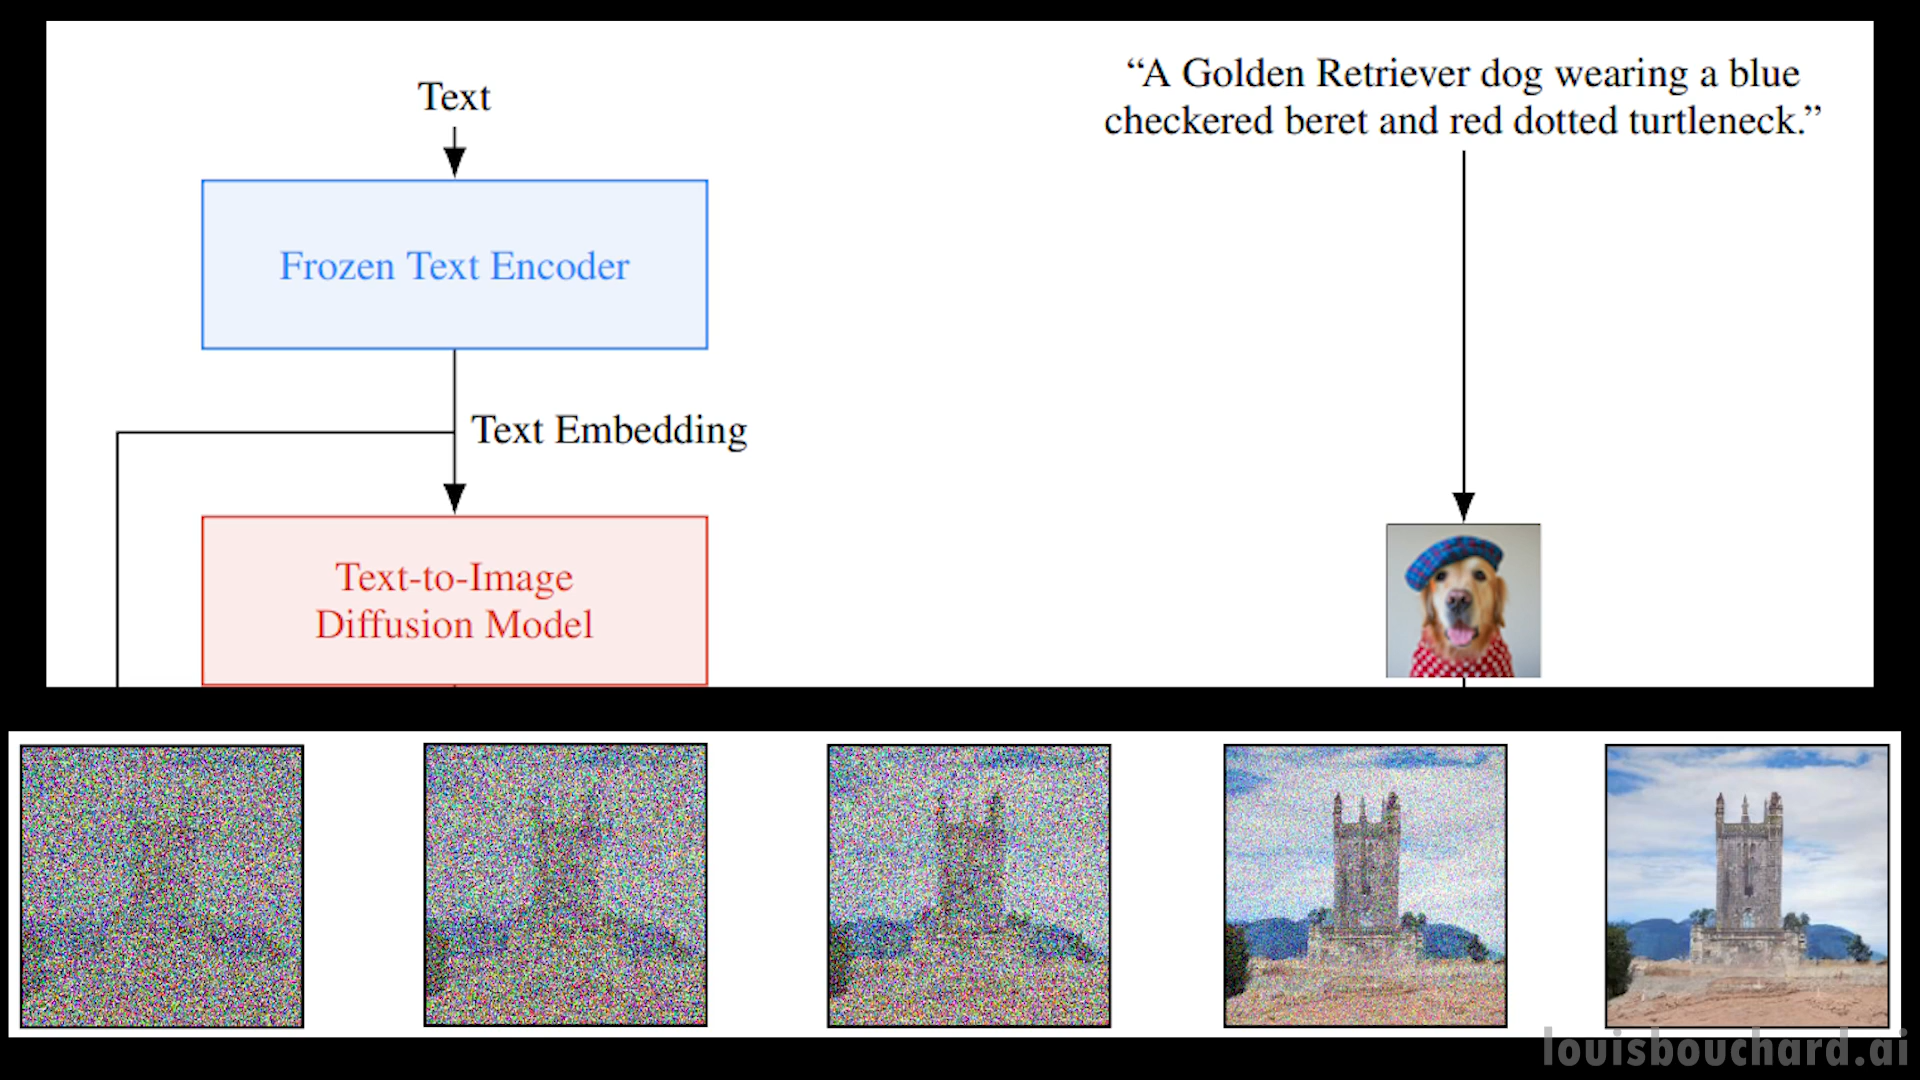 Text
“A Golden Retriever dog wearing a blue
checkered beret and red dotted turtleneck.”
Frozen Text Encoder
Text Embedding
Text-to-Image
Diffusion Model
louisbouchard.ai